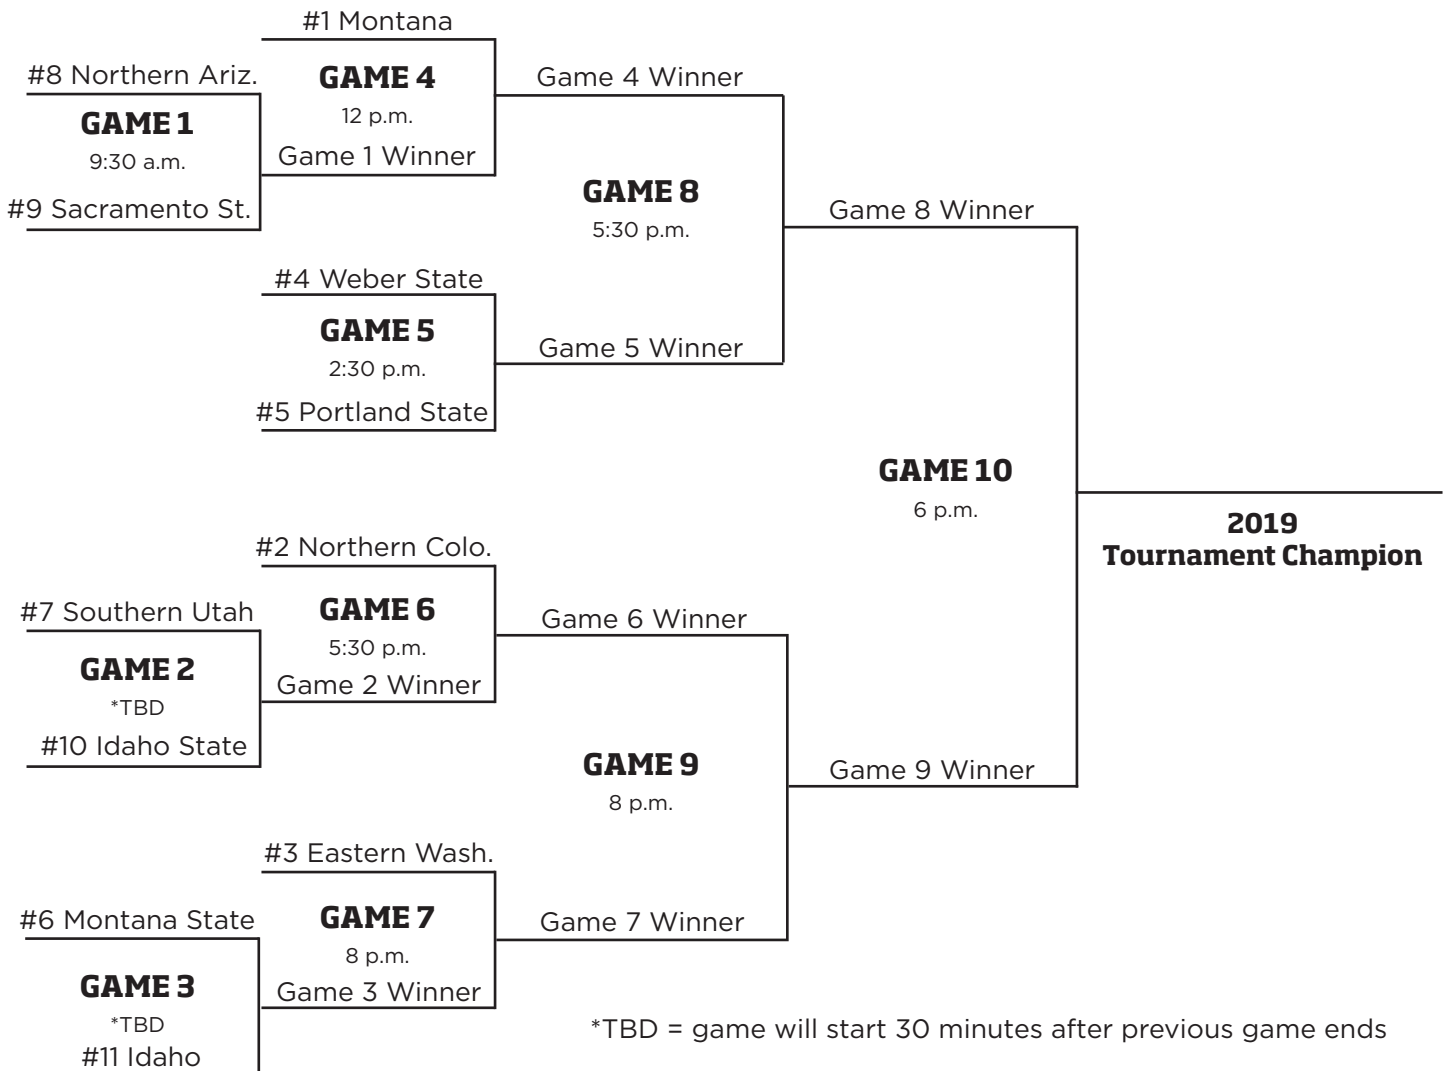 #1 Montana
#8 Northern Ariz.
GAME 4
Game 4 Winner
12 p.m.
GAME 1
9:30 a.m.
Game 1 Winner
#9 Sacramento St.
GAME 8
5:30 p.m.
Game 8 Winner
#4 Weber State
GAME 5
2:30 p.m.
Game 5 Winner
#5 Portland State
GAME 10
6 p.m.
2019
Tournament Champion
#2 Northern Colo.
#7 Southern Utah
GAME 6
5:30 p.m.
Game 6 Winner
GAME 2
*TBD
Game 2 Winner
#10 Idaho State
GAME 9
8 p.m.
Game 9 Winner
#3 Eastern Wash.
#6 Montana State
GAME 7
8 p.m.
Game 7 Winner
GAME 3
*TBD
Game 3 Winner
#11 Idaho
*TBD = game will start 30 minutes after previous game ends